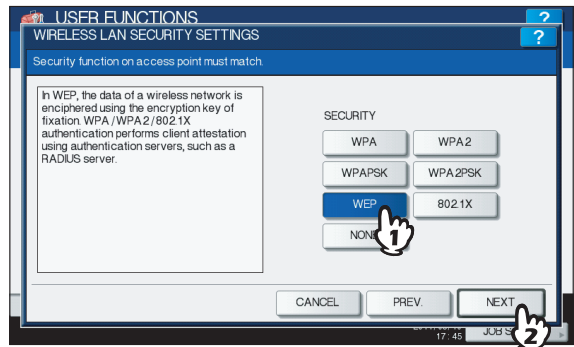 USER FUNCTIONS
?
WIRELESS LAN SECURITY SETTINGS
?
Security function on access point must match.
In WEP, the data of a wireless network is
enciphered using the encryption key of
fixation. WPA / WPA2 / 802.1X
authentication performs client attestation
using authentication servers, such as a
RADIUS server.
SECURITY
WPA
WPA2
WPAPSK
WPA2PSK
WEP
802.1X
1
CANCEL
PREV.
NEXT
17:45
JOB
2